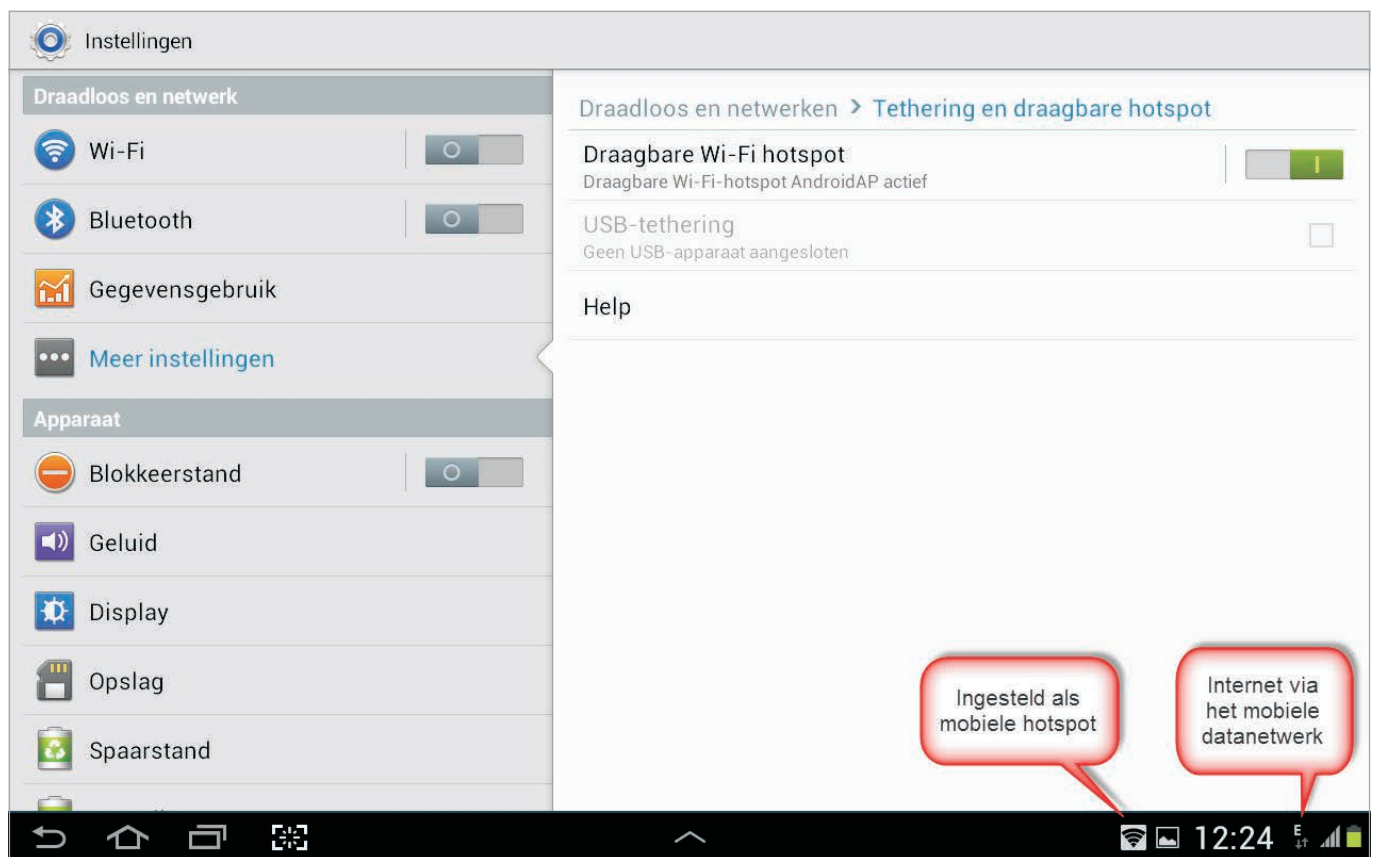 Instellingen
Draadloos en netwerk
Wi-Fi
Bluetooth
Gegevensgebruik
Meer instellingen
Apparaat
Blokkeerstand
Geluid
Display
Opslag
Spaarstand
Draadloos en netwerken > Tethering en draagbare hotspot
Draagbare Wi-Fi hotspot
Draagbare Wi-Fi-hotspot AndroidAP actief
USB-tethering
Geen USB-apparaat aangesloten
Help
Ingesteld als
mobiele hotspot
Internet via
het mobiele
datanetwerk
12:24 E